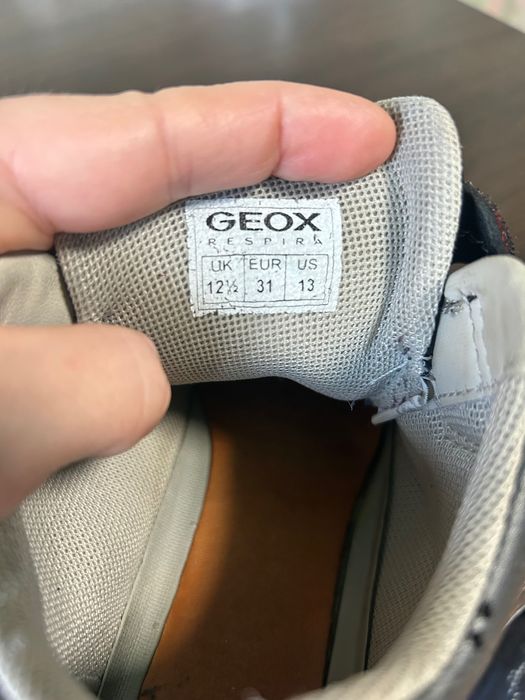 GEOX
RESPIRA
UK EUR US
12½ 31 13